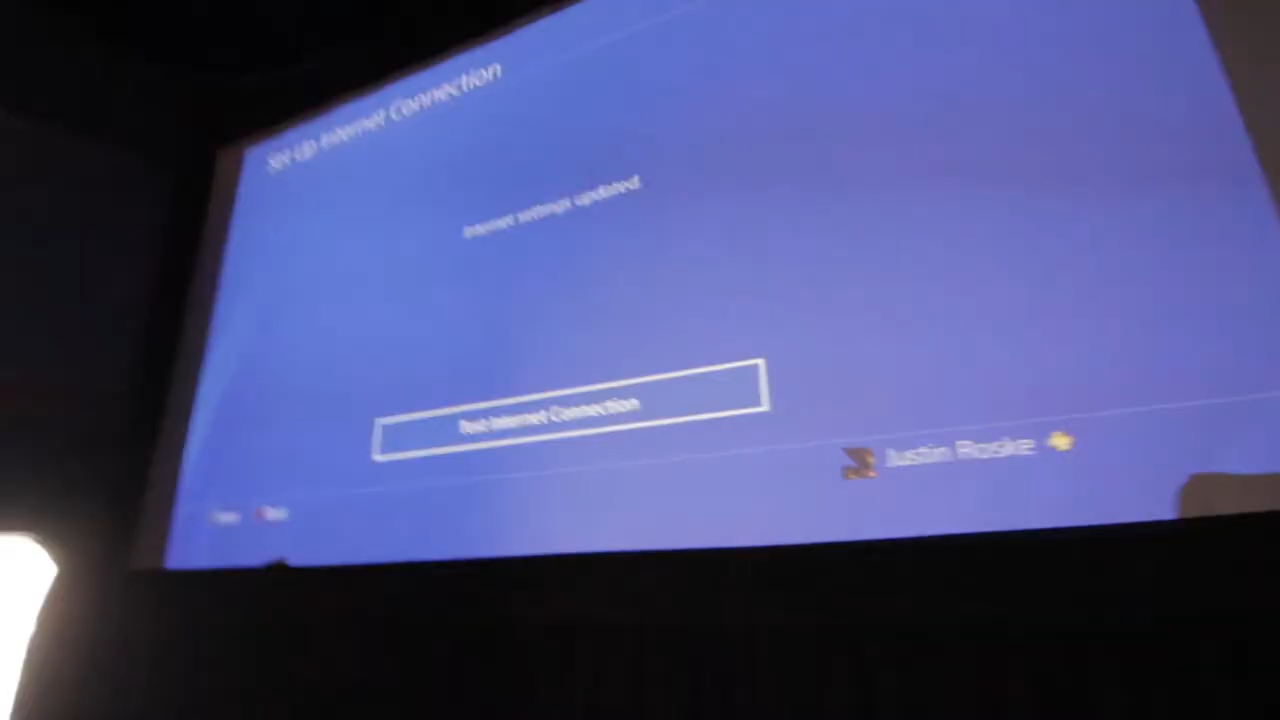 Set Up Internet Connection
Internet settings updated.
Test Internet Connection
Justin Roske